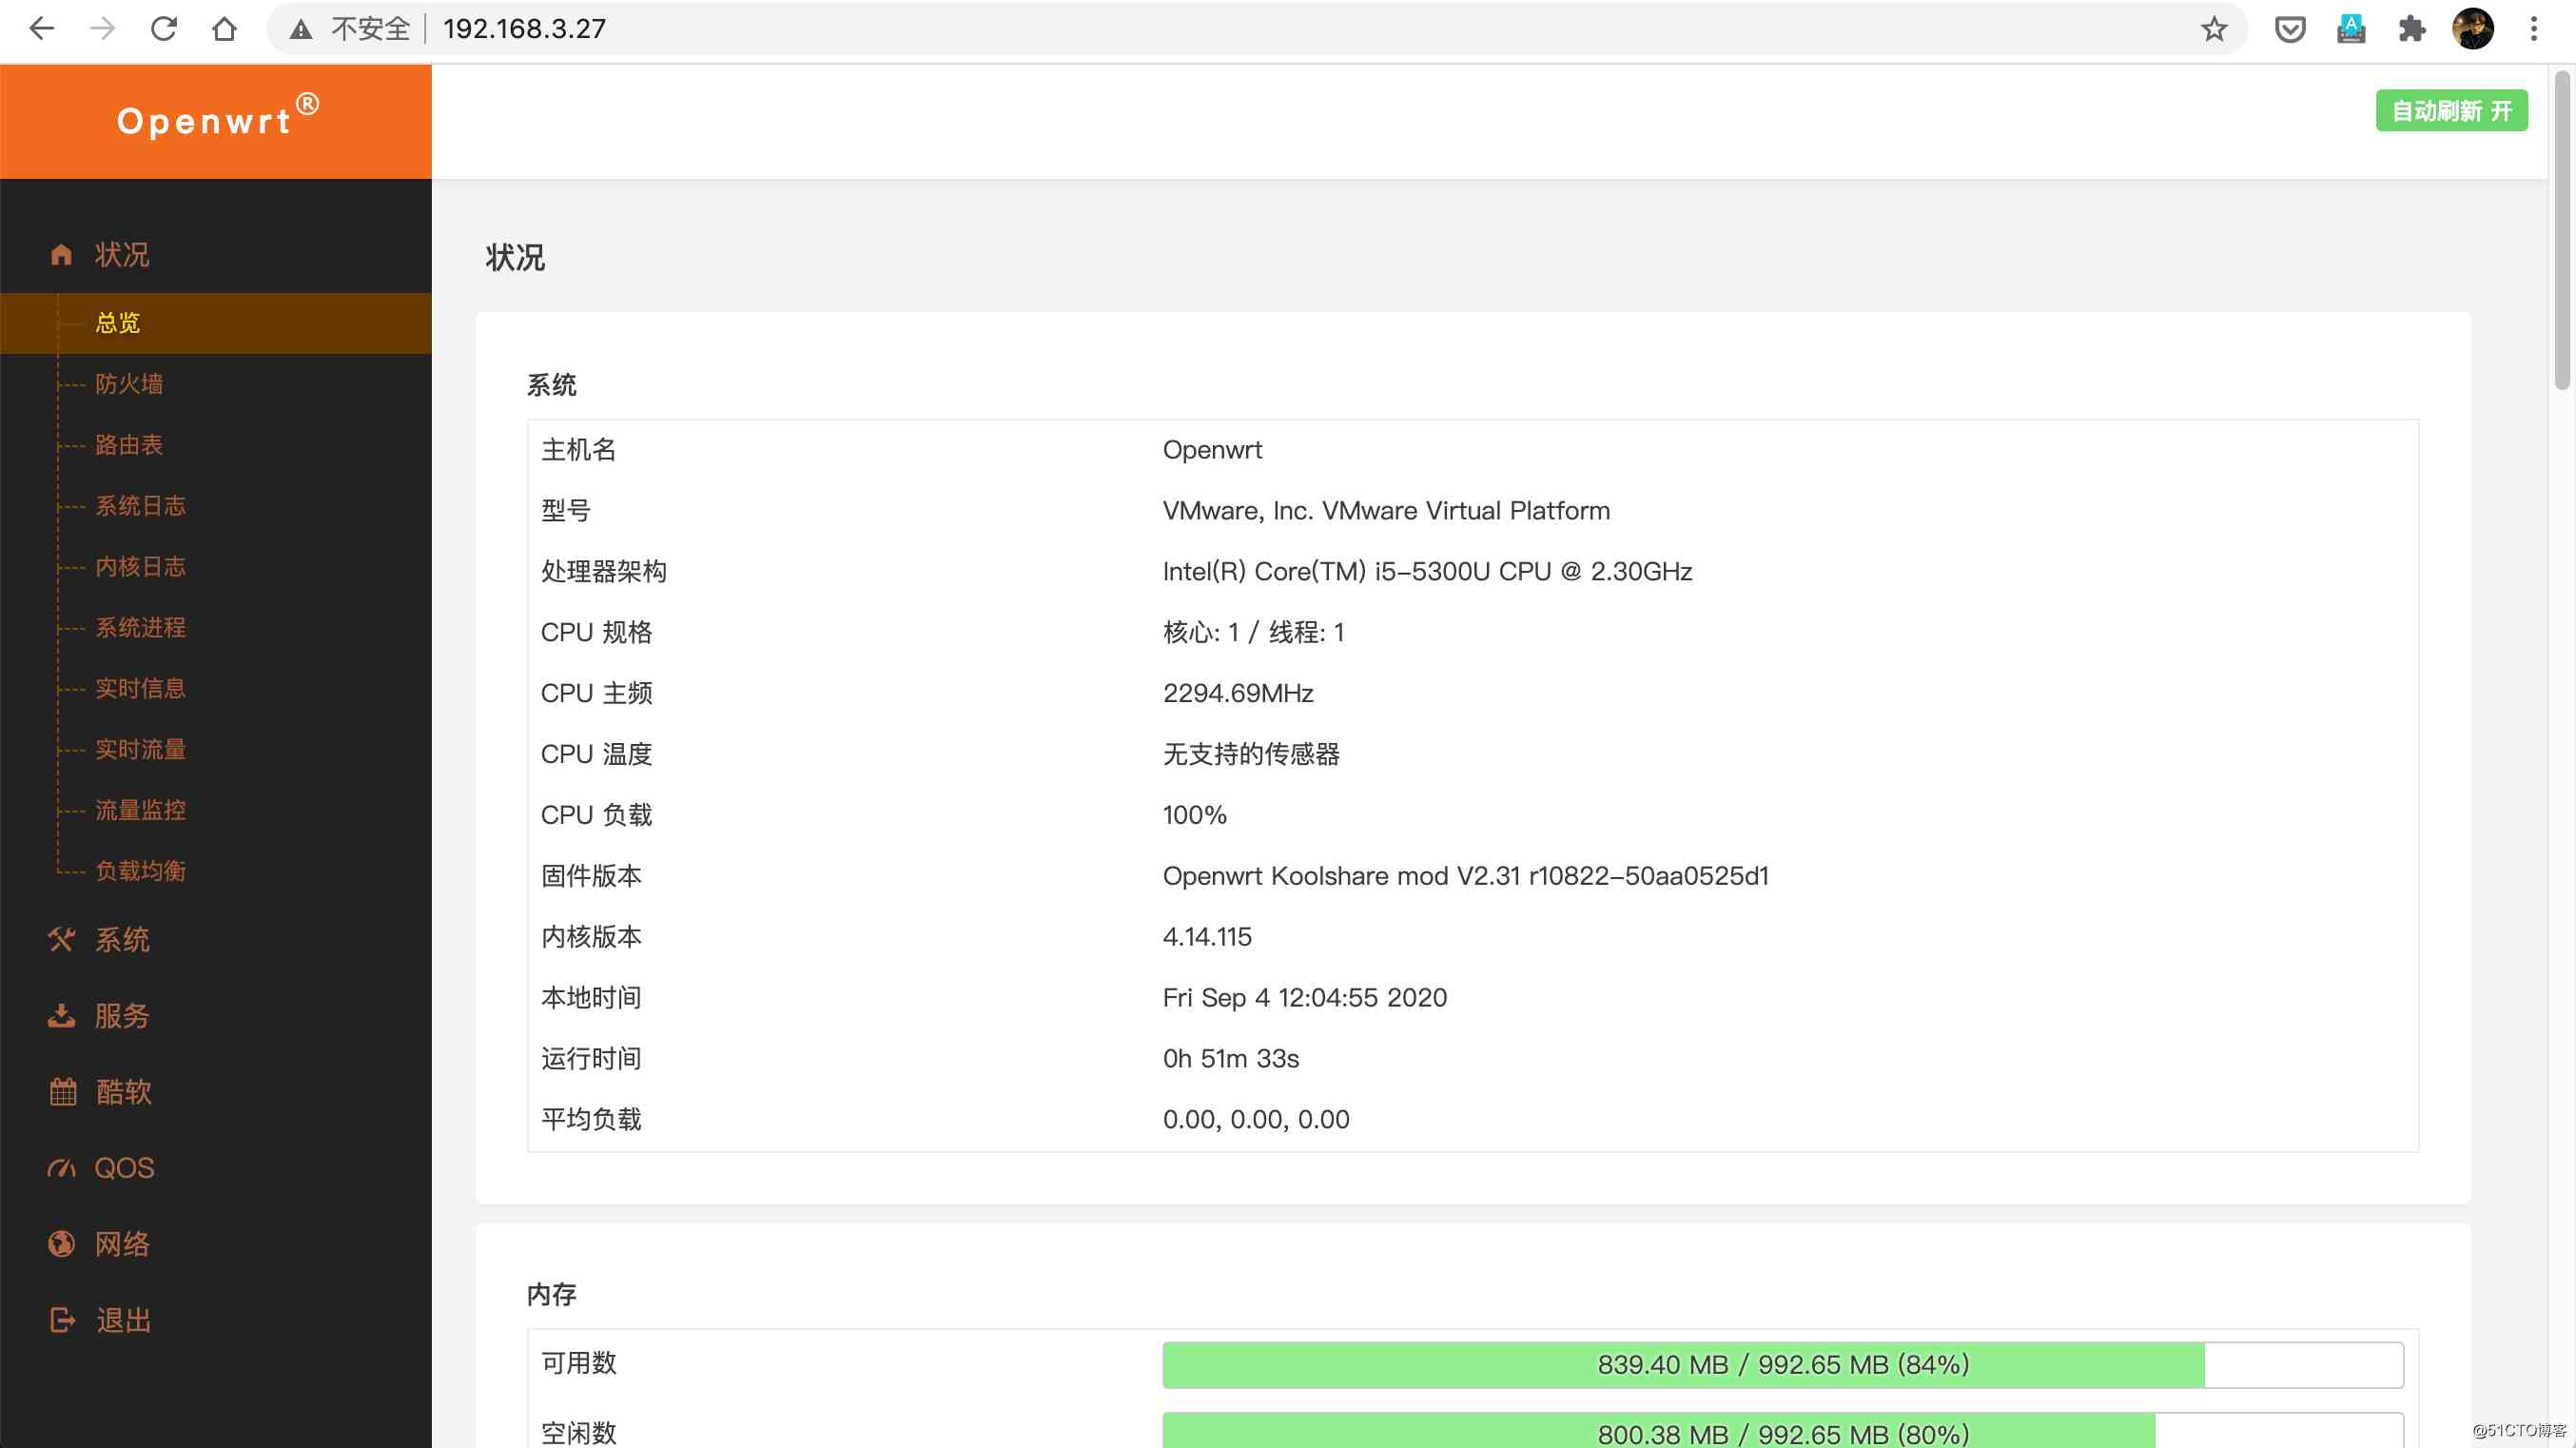 不安全 192.168.3.27
Openwrt®
自动刷新 开
状况
总览
防火墙
路由表
系统日志
内核日志
系统进程
实时信息
实时流量
流量监控
负载均衡
系统
服务
酷软
QOS
网络
退出
状况
系统
主机名 Openwrt
型号 VMware, Inc. VMware Virtual Platform
处理器架构 Intel(R) Core(TM) i5-5300U CPU @ 2.30GHz
CPU 规格 核心: 1 / 线程: 1
CPU 主频 2294.69MHz
CPU 温度 无支持的传感器
CPU 负载 100%
固件版本 Openwrt Koolshare mod V2.31 r10822-50aa0525d1
内核版本 4.14.115
本地时间 Fri Sep 4 12:04:55 2020
运行时间 0h 51m 33s
平均负载 0.00, 0.00, 0.00
内存
可用数 839.40 MB / 992.65 MB (84%)
空闲数 800.38 MB / 992.65 MB (80%)
@51CTO博客